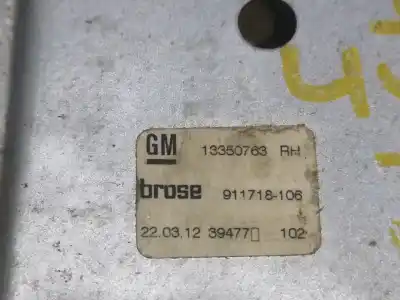 GM 13350763 RH
brose 911718-106
22.03.12 39477▯ 102